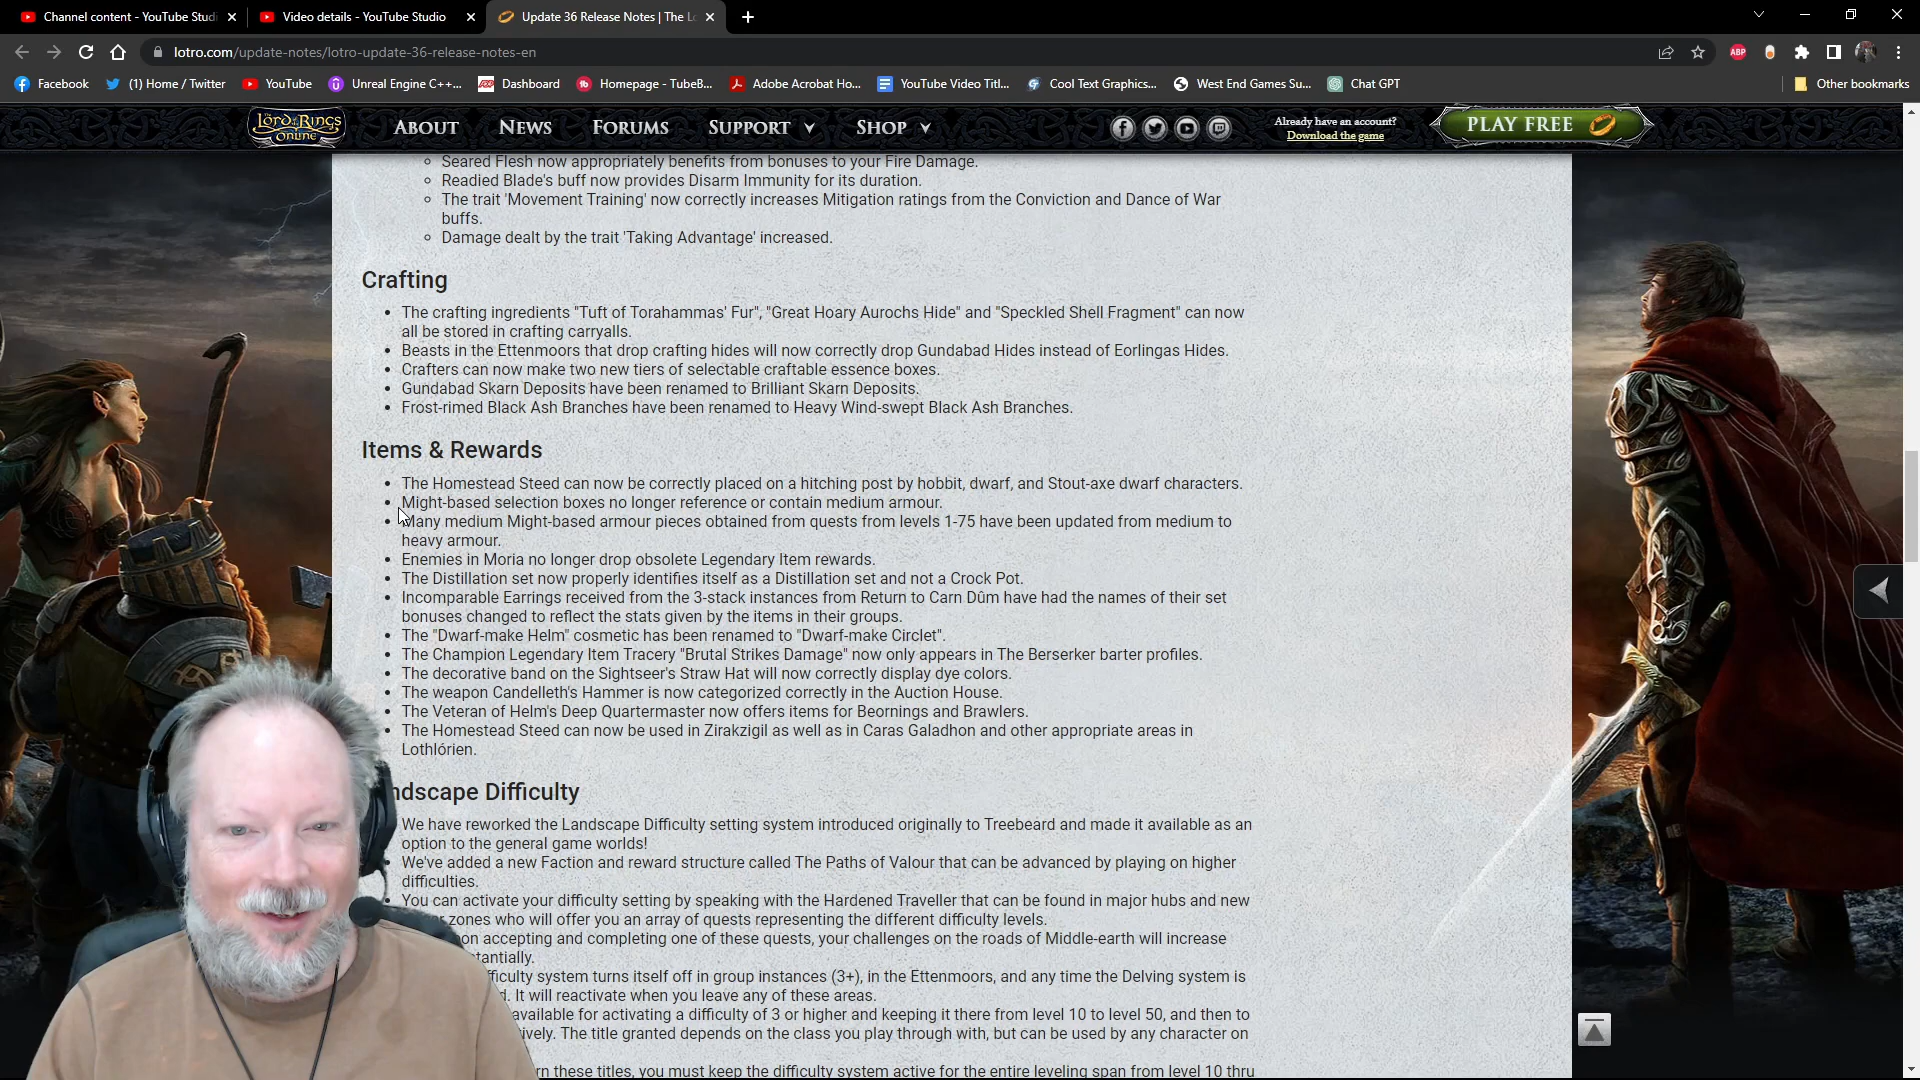 Channel content - YouTube Studi
Video details - YouTube Studio
Update 36 Release Notes | The Lo
lotro.com/update-notes/lotro-update-36-release-notes-en
ABP
Facebook
(1) Home / Twitter
YouTube
Unreal Engine C++...
Dashboard
Homepage - TubeB...
Adobe Acrobat Ho...
YouTube Video Titl...
Cool Text Graphics...
West End Games Su...
Chat GPT
Other bookmarks
The Lord of the Rings Online
About
News
Forums
Support
Shop
Already have an account?
Download the game
Play Free
Seared Flesh now appropriately benefits from bonuses to your Fire Damage.
Readied Blade's buff now provides Disarm Immunity for its duration.
The trait 'Movement Training' now correctly increases Mitigation ratings from the Conviction and Dance of War
buffs.
Damage dealt by the trait 'Taking Advantage' increased.
Crafting
The crafting ingredients "Tuft of Torahammas' Fur", "Great Hoary Aurochs Hide" and "Speckled Shell Fragment" can now
all be stored in crafting carryalls.
Beasts in the Ettenmoors that drop crafting hides will now correctly drop Gundabad Hides instead of Eorlingas Hides.
Crafters can now make two new tiers of selectable craftable essence boxes.
Gundabad Skarn Deposits have been renamed to Brilliant Skarn Deposits.
Frost-rimed Black Ash Branches have been renamed to Heavy Wind-swept Black Ash Branches.
Items & Rewards
The Homestead Steed can now be correctly placed on a hitching post by hobbit, dwarf, and Stout-axe dwarf characters.
Might-based selection boxes no longer reference or contain medium armour.
Many medium Might-based armour pieces obtained from quests from levels 1-75 have been updated from medium to
heavy armour.
Enemies in Moria no longer drop obsolete Legendary Item rewards.
The Distillation set now properly identifies itself as a Distillation set and not a Crock Pot.
Incomparable Earrings received from the 3-stack instances from Return to Carn Dûm have had the names of their set
bonuses changed to reflect the stats given by the items in their groups.
The "Dwarf-make Helm" cosmetic has been renamed to "Dwarf-make Circlet".
The Champion Legendary Item Tracery "Brutal Strikes Damage" now only appears in The Berserker barter profiles.
The decorative band on the Sightseer's Straw Hat will now correctly display dye colors.
The weapon Candelleth's Hammer is now categorized correctly in the Auction House.
The Veteran of Helm's Deep Quartermaster now offers items for Beornings and Brawlers.
The Homestead Steed can now be used in Zirakzigil as well as in Caras Galadhon and other appropriate areas in
Lothlórien.
ndscape Difficulty
We have reworked the Landscape Difficulty setting system introduced originally to Treebeard and made it available as an
option to the general game worlds!
We've added a new Faction and reward structure called The Paths of Valour that can be advanced by playing on higher
difficulties.
You can activate your difficulty setting by speaking with the Hardened Traveller that can be found in major hubs and new
zones who will offer you an array of quests representing the different difficulty levels.
on accepting and completing one of these quests, your challenges on the roads of Middle-earth will increase
tantially.
fficulty system turns itself off in group instances (3+), in the Ettenmoors, and any time the Delving system is
d. It will reactivate when you leave any of these areas.
available for activating a difficulty of 3 or higher and keeping it there from level 10 to level 50, and then to
ively. The title granted depends on the class you play through with, but can be used by any character on
rn these titles, you must keep the difficulty system active for the entire leveling span from level 10 thru